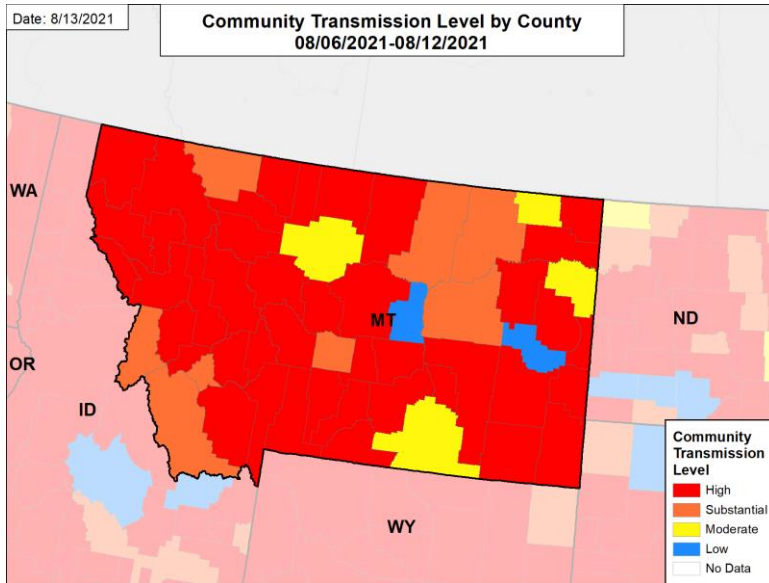 Date: 8/13/2021
Community Transmission Level by County
08/06/2021-08/12/2021
WA
MT
ND
OR
ID
WY
Community
Transmission
Level
High
Substantial
Moderate
Low
No Data